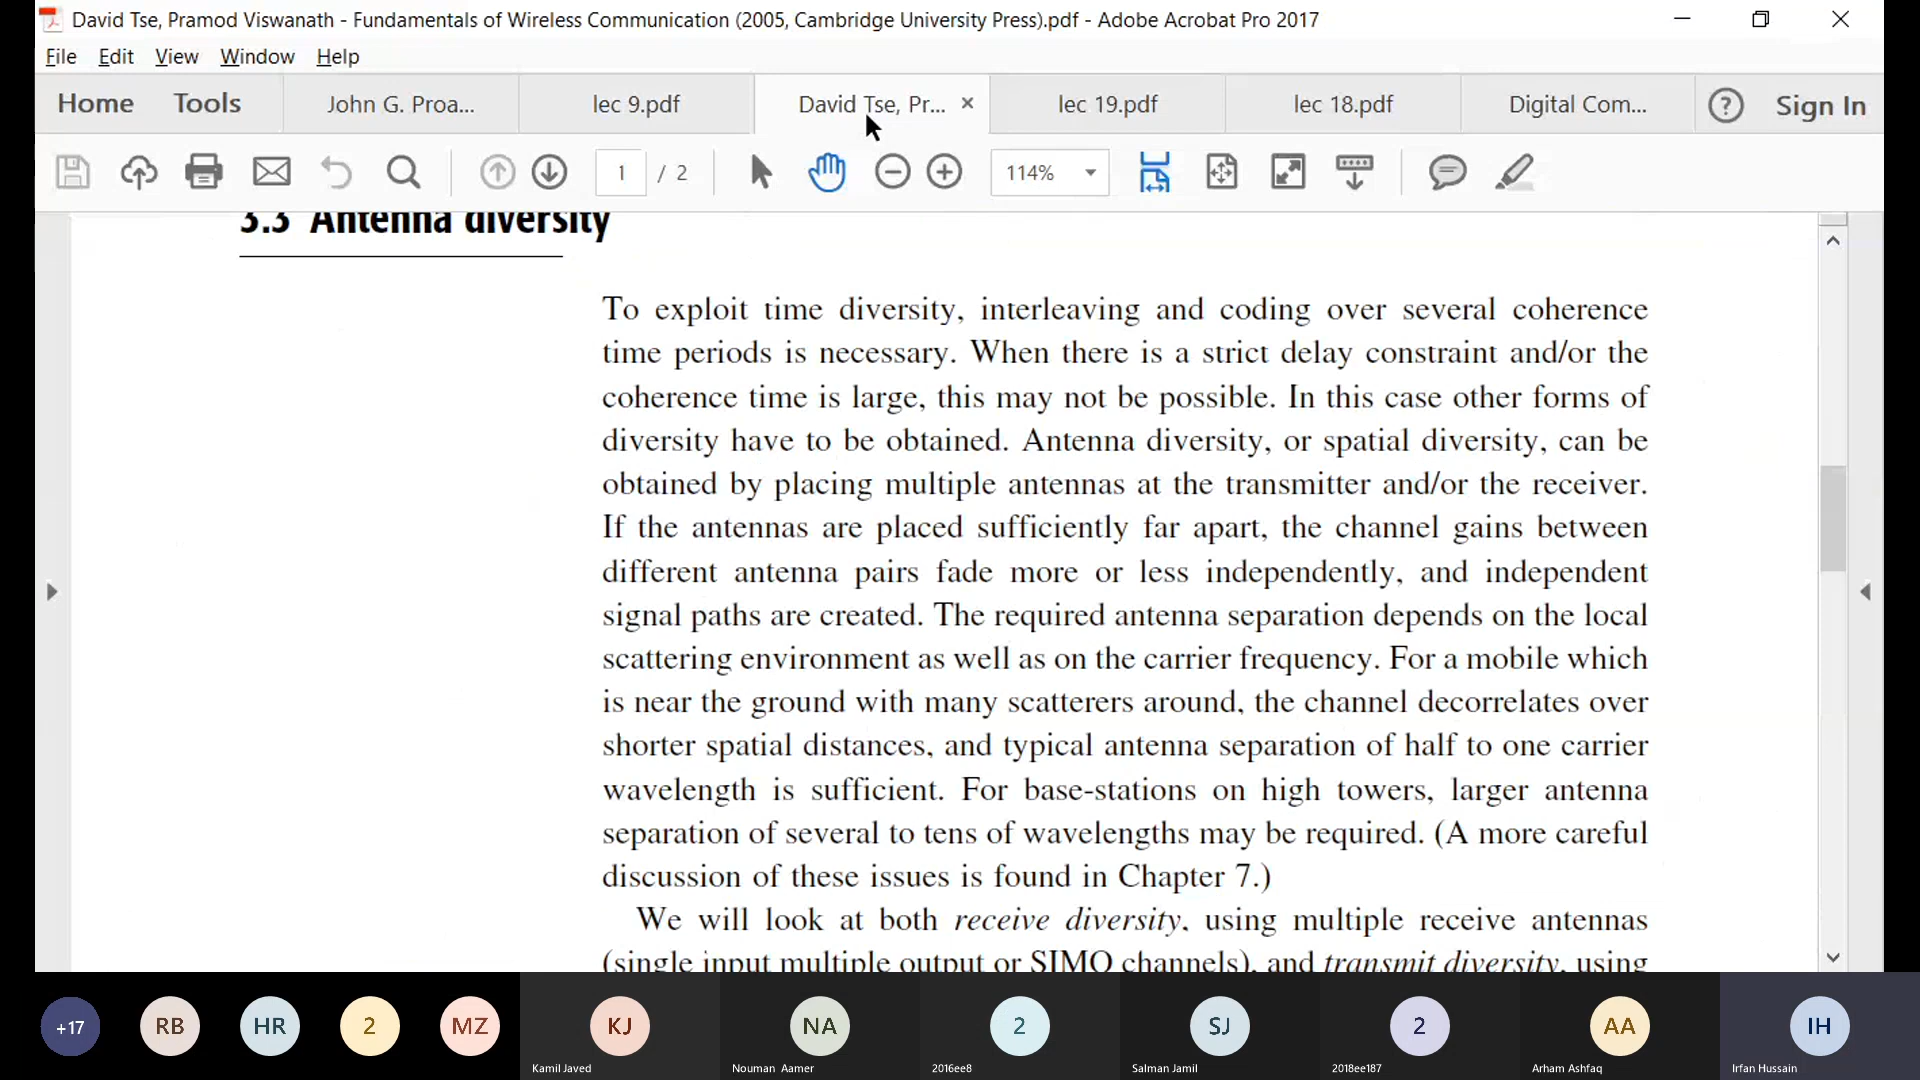 David Tse, Pramod Viswanath - Fundamentals of Wireless Communication (2005, Cambridge University Press).pdf - Adobe Acrobat Pro 2017
File Edit View Window Help
Home Tools John G. Proa... lec 9.pdf David Tse, Pr... × lec 19.pdf lec 18.pdf Digital Com... ? Sign In
1 / 2 114%
3.3 Antenna diversity
To exploit time diversity, interleaving and coding over several coherence
time periods is necessary. When there is a strict delay constraint and/or the
coherence time is large, this may not be possible. In this case other forms of
diversity have to be obtained. Antenna diversity, or spatial diversity, can be
obtained by placing multiple antennas at the transmitter and/or the receiver.
If the antennas are placed sufficiently far apart, the channel gains between
different antenna pairs fade more or less independently, and independent
signal paths are created. The required antenna separation depends on the local
scattering environment as well as on the carrier frequency. For a mobile which
is near the ground with many scatterers around, the channel decorrelates over
shorter spatial distances, and typical antenna separation of half to one carrier
wavelength is sufficient. For base-stations on high towers, larger antenna
separation of several to tens of wavelengths may be required. (A more careful
discussion of these issues is found in Chapter 7.)
We will look at both receive diversity, using multiple receive antennas
(single input multiple output or SIMO channels), and transmit diversity, using
+17 RB HR 2 MZ KJ NA 2 SJ 2 AA IH
Kamil Javed Nouman Aamer 2016ee8 Salman Jamil 2018ee187 Arham Ashfaq Irfan Hussain